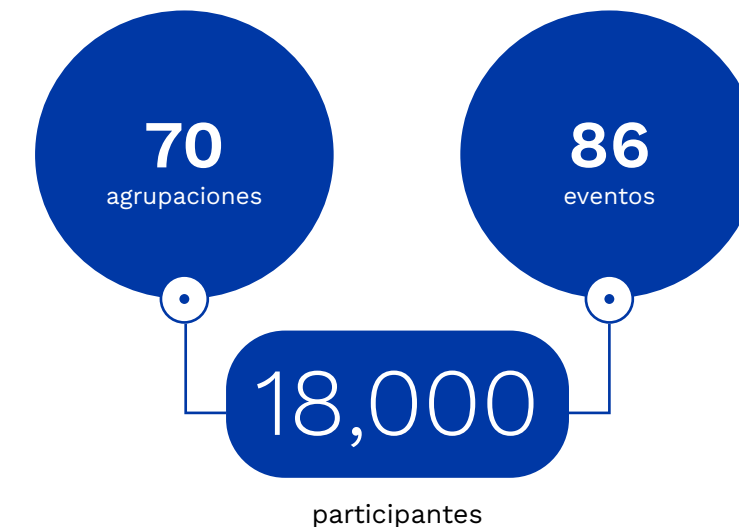 70
agrupaciones
86
eventos
18,000
participantes